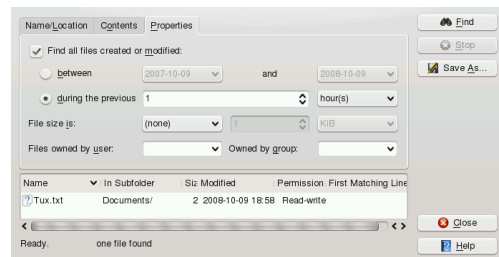 Name/Location Contents Properties
Find
Find all files created or modified:
Stop
between 2007-10-09 and 2008-10-09
Save As...
during the previous 1 hour(s)
File size is: (none) 1 KiB
Files owned by user: Owned by group:
Name In Subfolder Siz Modified Permission First Matching Line
Tux.txt Documents/ 2 2008-10-09 18:58 Read-write
Close
Ready. one file found
Help